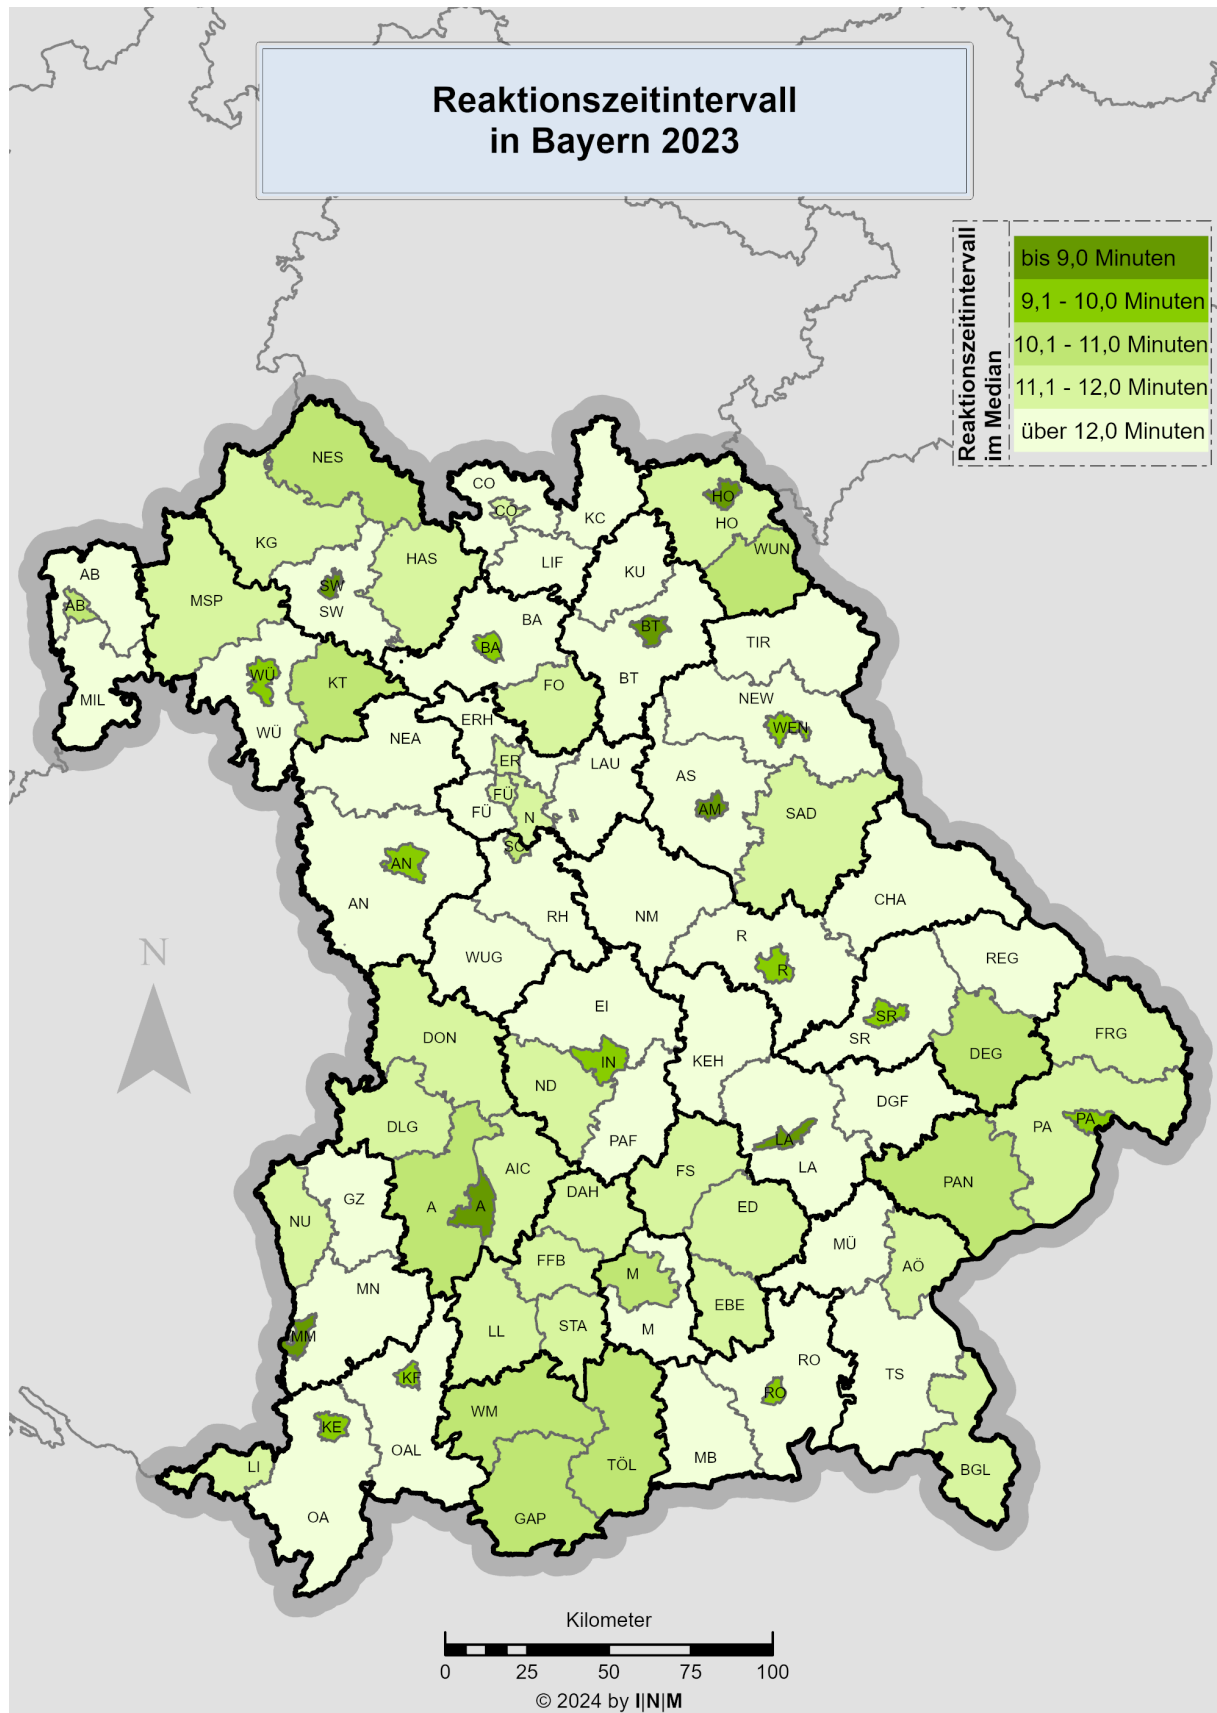 Reaktionszeitintervall
in Bayern 2023
Reaktionszeitintervall
im Median
bis 9,0 Minuten
9,1 - 10,0 Minuten
10,1 - 11,0 Minuten
11,1 - 12,0 Minuten
über 12,0 Minuten
NES
CO
HO
CO
KC
HO
KG
WUN
HAS
LIF
KU
AB
SW
MSP
AB
SW
BA
BT
TIR
BA
WÜ
KT
BT
FO
MIL
NEW
ERH
WEN
WÜ
NEA
ER
LAU
AS
FÜ
AM
FÜ
SAD
N
SC
AN
CHA
AN
RH
NM
R
WUG
REG
R
EI
SR
FRG
DON
SR
IN
DEG
KEH
ND
DGF
PA
DLG
PA
PAF
LA
AIC
LA
FS
PAN
DAH
GZ
A
A
ED
NU
MÜ
FFB
AÖ
M
MN
EBE
STA
LL
M
MM
RO
TS
KF
RO
WM
KE
OAL
MB
TÖL
LI
BGL
OA
GAP
N
Kilometer
0 25 50 75 100
© 2024 by I|N|M